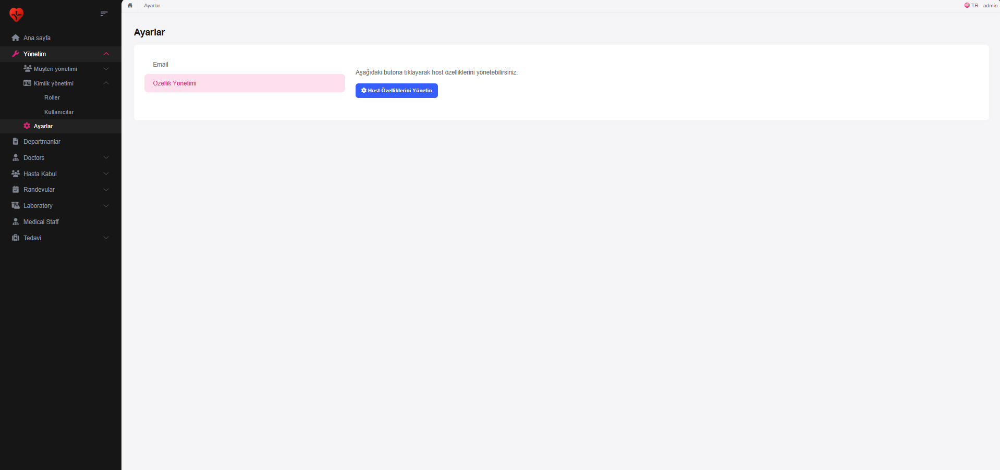 Ayarlar
TR
admin
Ana sayfa
Yönetim
Müşteri yönetimi
Kimlik yönetimi
Roller
Kullanıcılar
Ayarlar
Departmanlar
Doctors
Hasta Kabul
Randevular
Laboratory
Medical Staff
Tedavi
Ayarlar
Email
Özellik Yönetimi
Aşağıdaki butona tıklayarak host özelliklerini yönetebilirsiniz.
Host Özelliklerini Yönetin